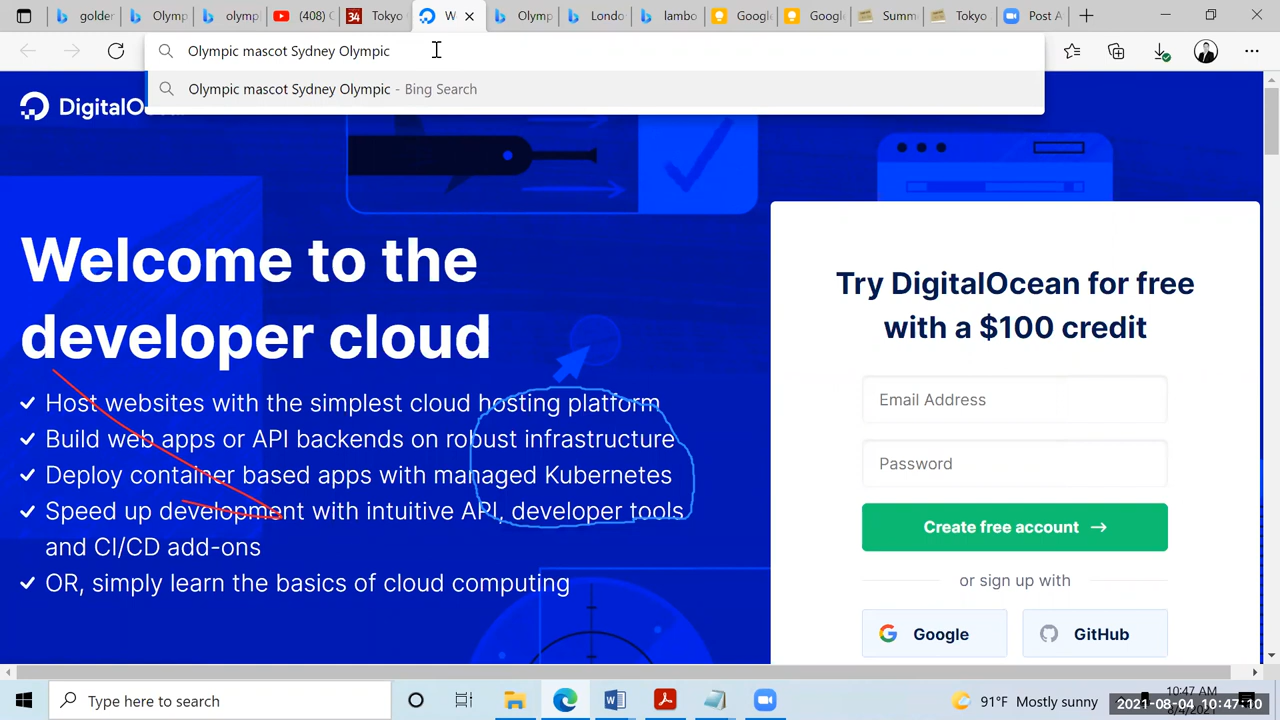 golder
Olymp
olymp
(408) (
34 Tokyo
W
Olymp
Londo
lambo
Googl
Googl
Summ
Tokyo
Post A
Olympic mascot Sydney Olympic
Olympic mascot Sydney Olympic - Bing Search
DigitalOc
Welcome to the
developer cloud
Host websites with the simplest cloud hosting platform
Build web apps or API backends on robust infrastructure
Deploy container based apps with managed Kubernetes
Speed up development with intuitive API, developer tools
and CI/CD add-ons
OR, simply learn the basics of cloud computing
Try DigitalOcean for free
with a $100 credit
Email Address
Password
Create free account →
or sign up with
Google
GitHub
Type here to search
91°F Mostly sunny
10:47 AM
2021-08-04 10:47:10